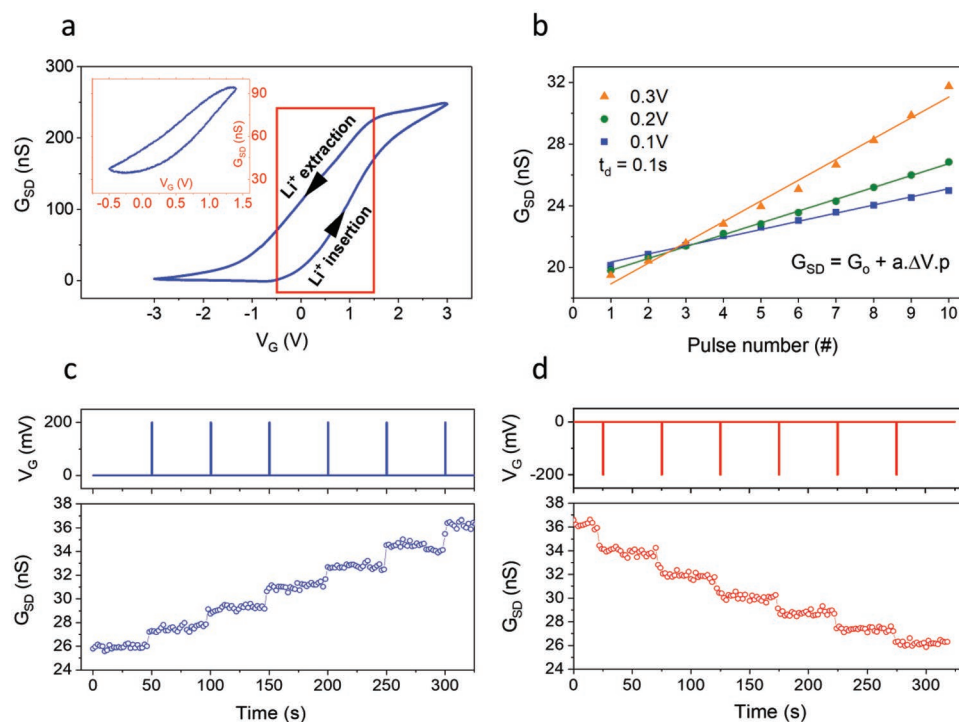 a
300
250
200
150
100
50
0
G_SD (nS)
-3 -2 -1 0 1 2 3
V_G (V)
Li⁺ extraction
Li⁺ insertion
90
60
30
G_SD (nS)
-0.5 0.0 0.5 1.0 1.5
V_G (V)
b
32
28
24
20
G_SD (nS)
0.3V
0.2V
0.1V
t_d = 0.1s
G_SD = G_o + a.ΔV.p
0 1 2 3 4 5 6 7 8 9 10
Pulse number (#)
c
200
0
V_G (mV)
38
36
34
32
30
28
26
24
G_SD (nS)
0 50 100 150 200 250 300
Time (s)
d
0
-200
V_G (mV)
38
36
34
32
30
28
26
24
G_SD (nS)
0 50 100 150 200 250 300
Time (s)